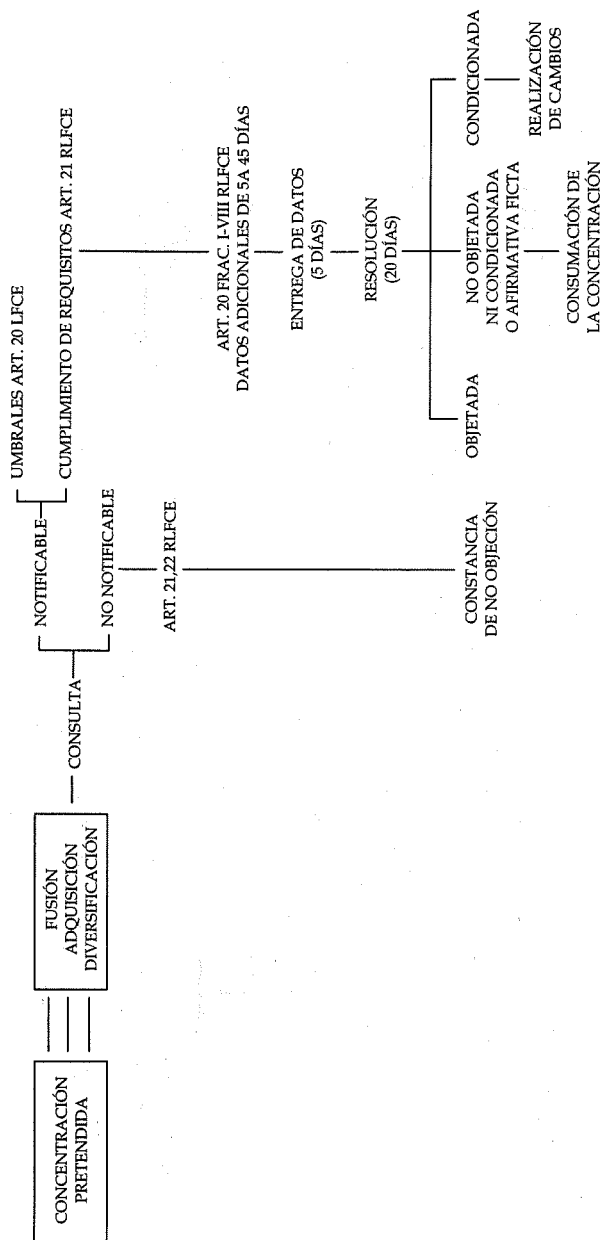 CONCENTRACIÓN
PRETENDIDA
FUSIÓN
ADQUISICIÓN
DIVERSIFICACIÓN
CONSULTA
NOTIFICABLE
UMBRALES ART. 20 LFCE
CUMPLIMIENTO DE REQUISITOS ART. 21 RLFCE
NO NOTIFICABLE
ART. 21,22 RLFCE
CONSTANCIA
DE NO OBJECIÓN
ART. 20 FRAC. I-VIII RLFCE
DATOS ADICIONALES DE 5A 45 DÍAS
ENTREGA DE DATOS
(5 DÍAS)
RESOLUCIÓN
(20 DÍAS)
OBJETADA
NO OBJETADA
NI CONDICIONADA
O AFIRMATIVA FICTA
CONSUMACIÓN DE
LA CONCENTRACIÓN
CONDICIONADA
REALIZACIÓN
DE CAMBIOS